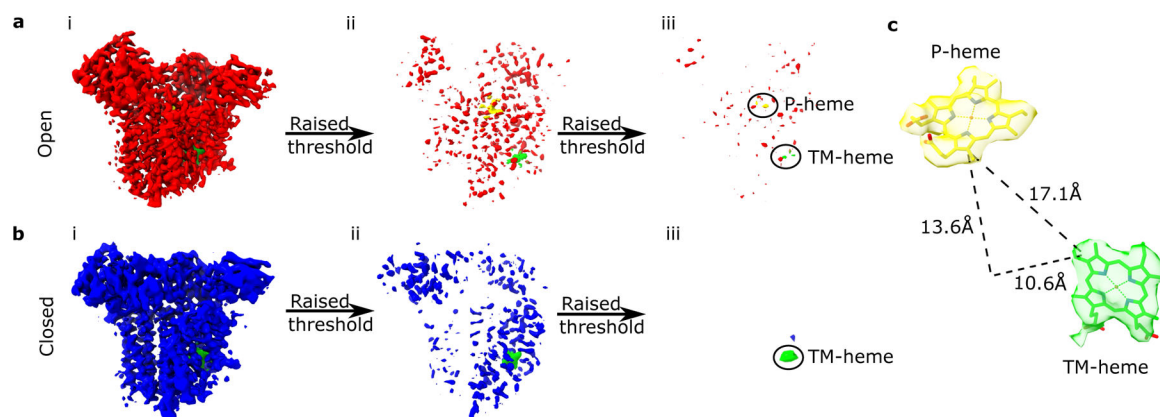 a
i
ii
iii
Open
Raised
threshold
Raised
threshold
P-heme
TM-heme
b
i
ii
iii
Closed
Raised
threshold
Raised
threshold
TM-heme
c
P-heme
17.1Å
13.6Å
10.6Å
TM-heme